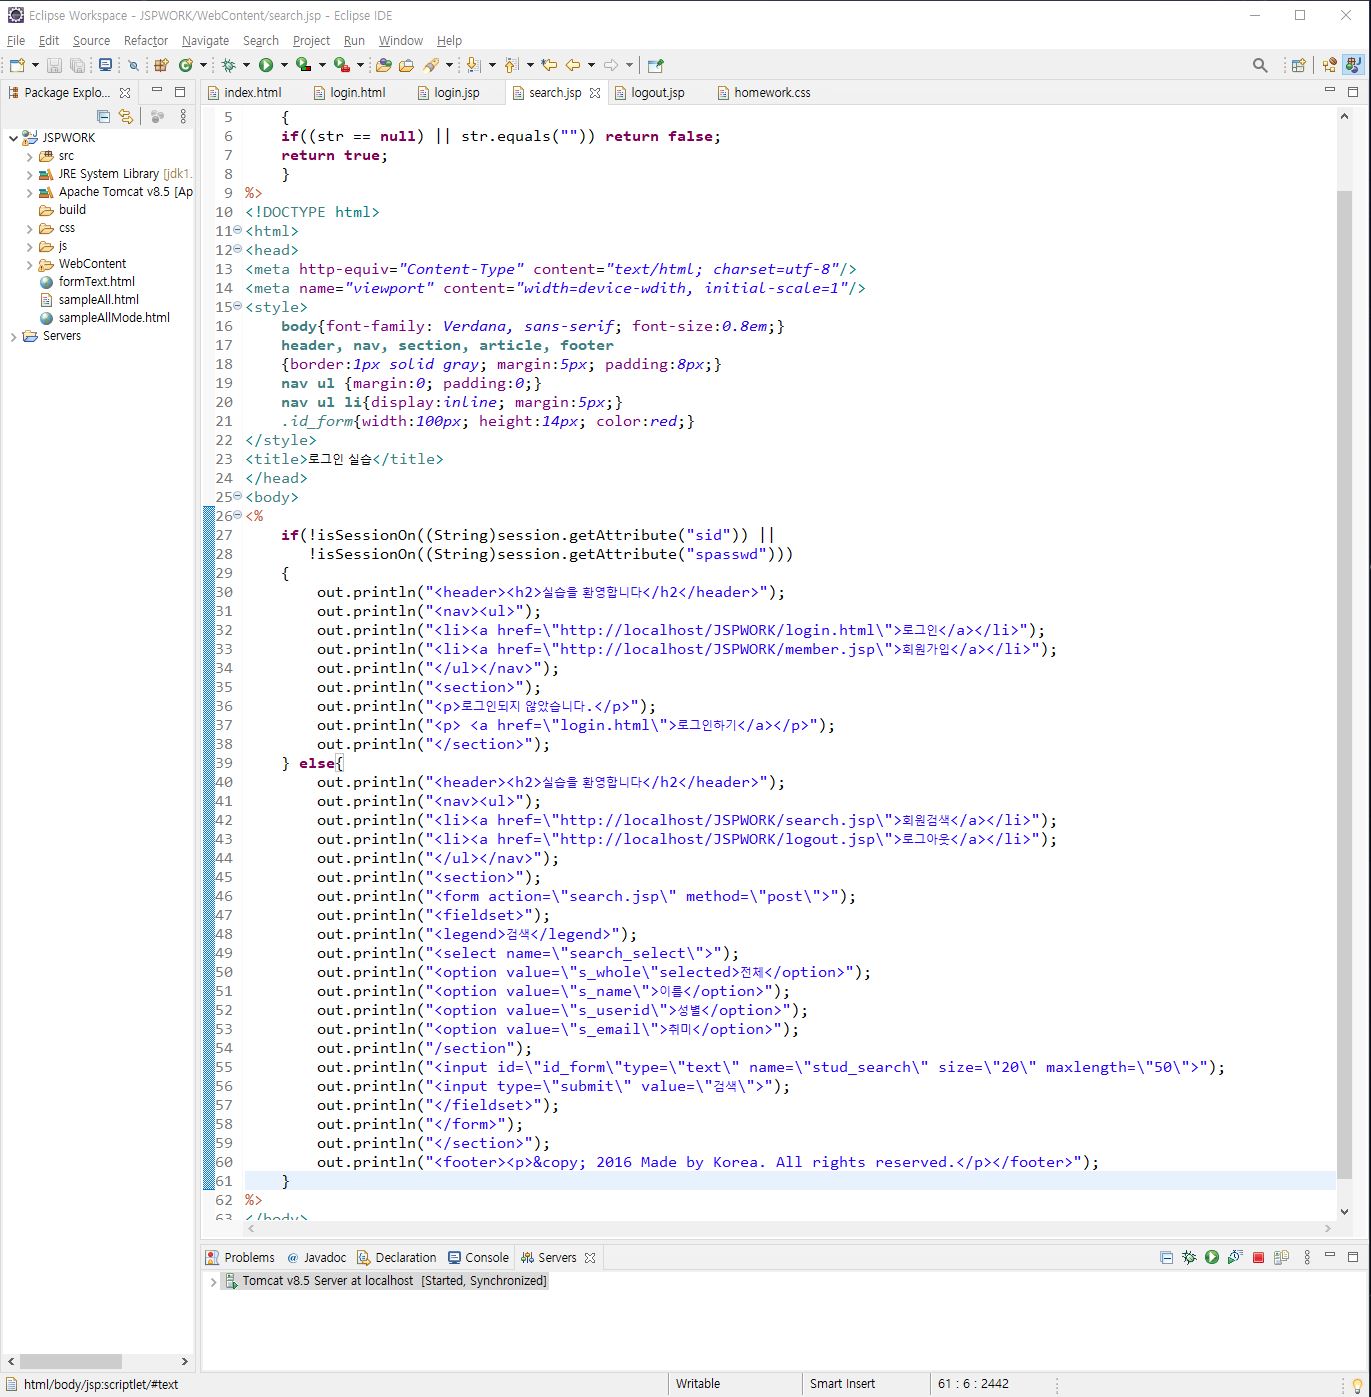 Eclipse Workspace - JSPWORK/WebContent/search.jsp - Eclipse IDE
File Edit Source Refactor Navigate Search Project Run Window Help
Package Explo...
index.html login.html login.jsp search.jsp logout.jsp homework.css
JSPWORK
src
JRE System Library [jdk1.
Apache Tomcat v8.5 [Ap
build
css
js
WebContent
formText.html
sampleAll.html
sampleAllMode.html
Servers
5 {
6 if((str == null) || str.equals("")) return false;
7 return true;
8 }
9 %>
10 <!DOCTYPE html>
11 <html>
12 <head>
13 <meta http-equiv="Content-Type" content="text/html; charset=utf-8"/>
14 <meta name="viewport" content="width=device-wdith, initial-scale=1"/>
15 <style>
16 body{font-family: Verdana, sans-serif; font-size:0.8em;}
17 header, nav, section, article, footer
18 {border:1px solid gray; margin:5px; padding:8px;}
19 nav ul {margin:0; padding:0;}
20 nav ul li{display:inline; margin:5px;}
21 .id_form{width:100px; height:14px; color:red;}
22 </style>
23 <title>로그인 실습</title>
24 </head>
25 <body>
26 <%
27 if(!isSessionOn((String)session.getAttribute("sid")) ||
28 !isSessionOn((String)session.getAttribute("spasswd")))
29 {
30 out.println("<header><h2>실습을 환영합니다</h2></header>");
31 out.println("<nav><ul>");
32 out.println("<li><a href=\"http://localhost/JSPWORK/login.html\">로그인</a></li>");
33 out.println("<li><a href=\"http://localhost/JSPWORK/member.jsp\">회원가입</a></li>");
34 out.println("</ul></nav>");
35 out.println("<section>");
36 out.println("<p>로그인되지 않았습니다.</p>");
37 out.println("<p> <a href=\"login.html\">로그인하기</a></p>");
38 out.println("</section>");
39 } else{
40 out.println("<header><h2>실습을 환영합니다</h2></header>");
41 out.println("<nav><ul>");
42 out.println("<li><a href=\"http://localhost/JSPWORK/search.jsp\">회원검색</a></li>");
43 out.println("<li><a href=\"http://localhost/JSPWORK/logout.jsp\">로그아웃</a></li>");
44 out.println("</ul></nav>");
45 out.println("<section>");
46 out.println("<form action=\"search.jsp\" method=\"post\">");
47 out.println("<fieldset>");
48 out.println("<legend>검색</legend>");
49 out.println("<select name=\"search_select\">");
50 out.println("<option value=\"s_whole\"selected>전체</option>");
51 out.println("<option value=\"s_name\">이름</option>");
52 out.println("<option value=\"s_userid\">성별</option>");
53 out.println("<option value=\"s_email\">취미</option>");
54 out.println("/section");
55 out.println("<input id=\"id_form\"type=\"text\" name=\"stud_search\" size=\"20\" maxlength=\"50\">");
56 out.println("<input type=\"submit\" value=\"검색\">");
57 out.println("</fieldset>");
58 out.println("</form>");
59 out.println("</section>");
60 out.println("<footer><p>&copy; 2016 Made by Korea. All rights reserved.</p></footer>");
61 }
62 %>
63 </body>
Problems Javadoc Declaration Console Servers
Tomcat v8.5 Server at localhost [Started, Synchronized]
html/body/jsp:scriptlet/#text Writable Smart Insert 61 : 6 : 2442